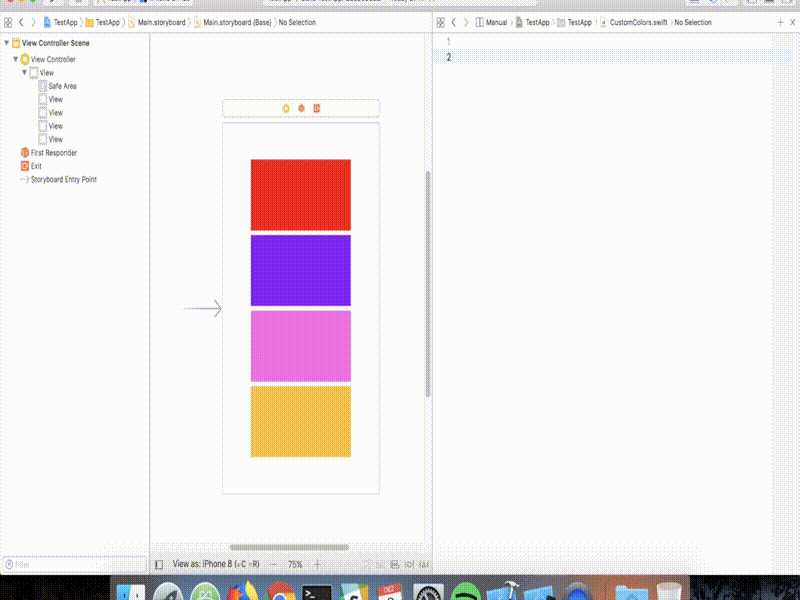 TestApp TestApp Main.storyboard Main.storyboard (Base) No Selection
Manual TestApp TestApp CustomColors.swift No Selection
View Controller Scene
View Controller
View
Safe Area
View
View
View
View
First Responder
Exit
Storyboard Entry Point
1
2
Filter
View as: iPhone 8 (wC hR)
75%
DEC